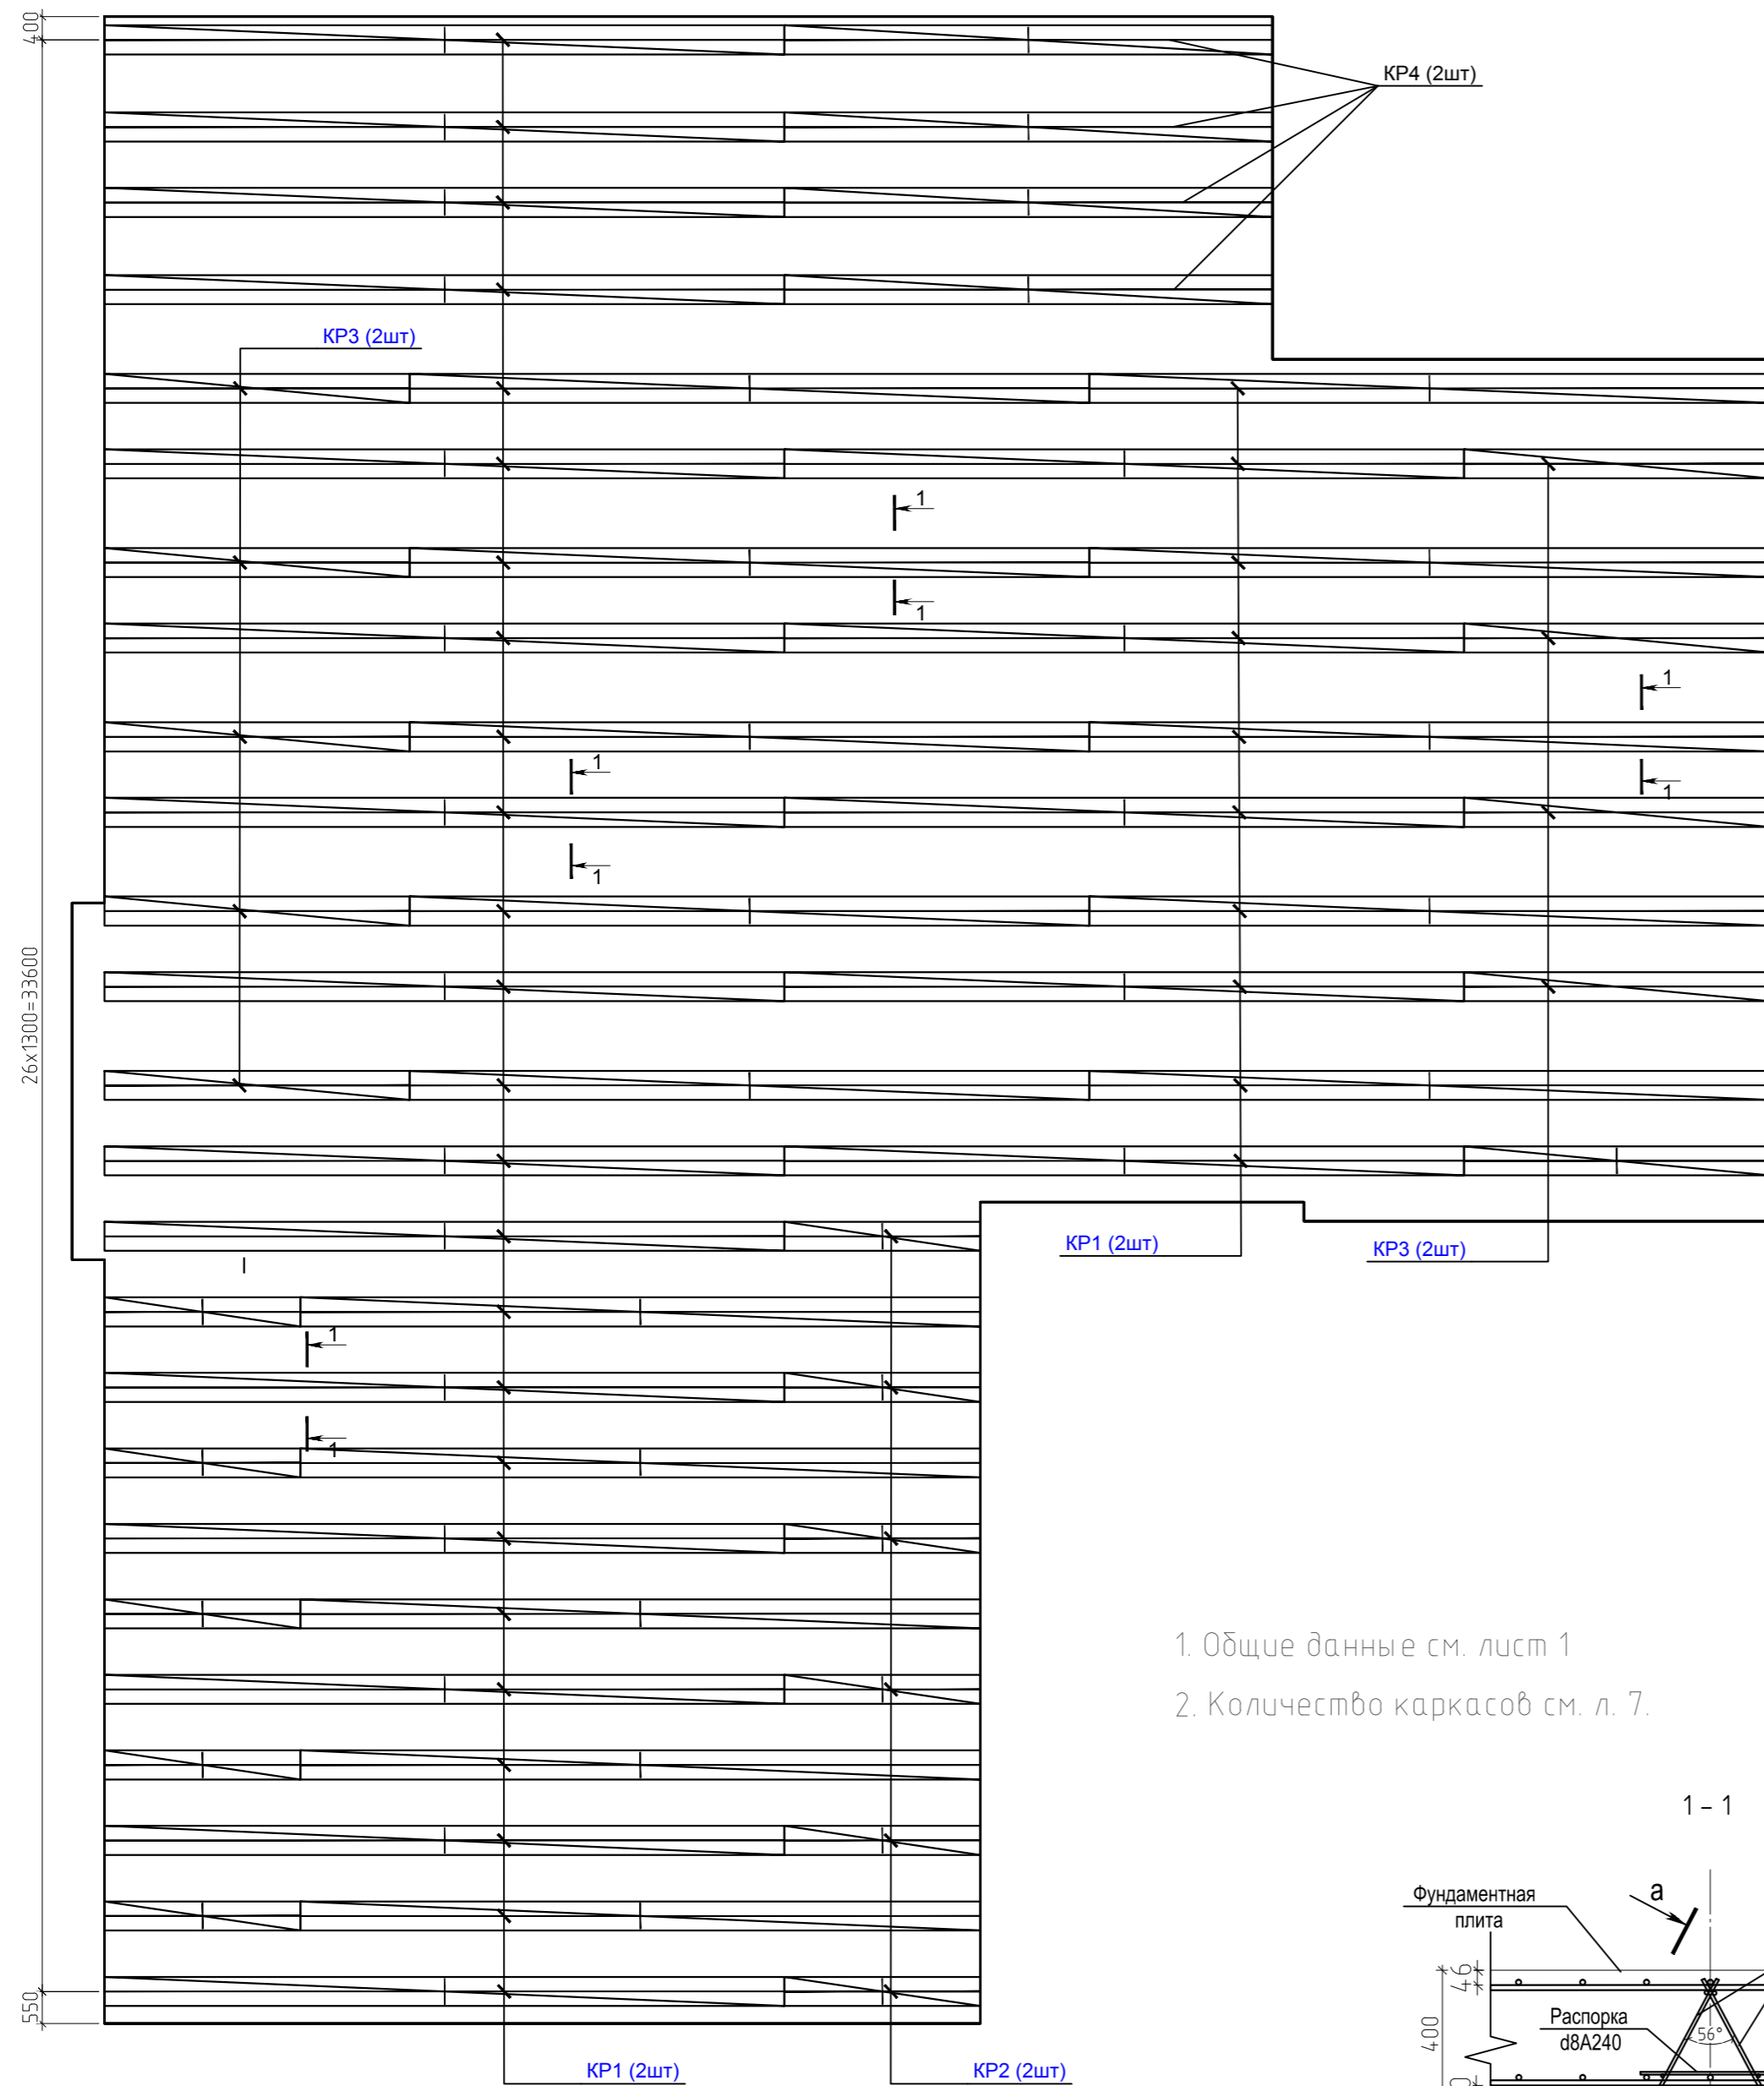 400
КР4 (2шт)
КР3 (2шт)
1
1
1
1
1
1
26х1300=33600
КР1 (2шт)
КР3 (2шт)
1
1
1. Общие данные см. лист 1
2. Количество каркасов см. л. 7.
1 - 1
Фундаментная
плита
а
46
400
Распорка
d8А240
56°
550
КР1 (2шт)
КР2 (2шт)